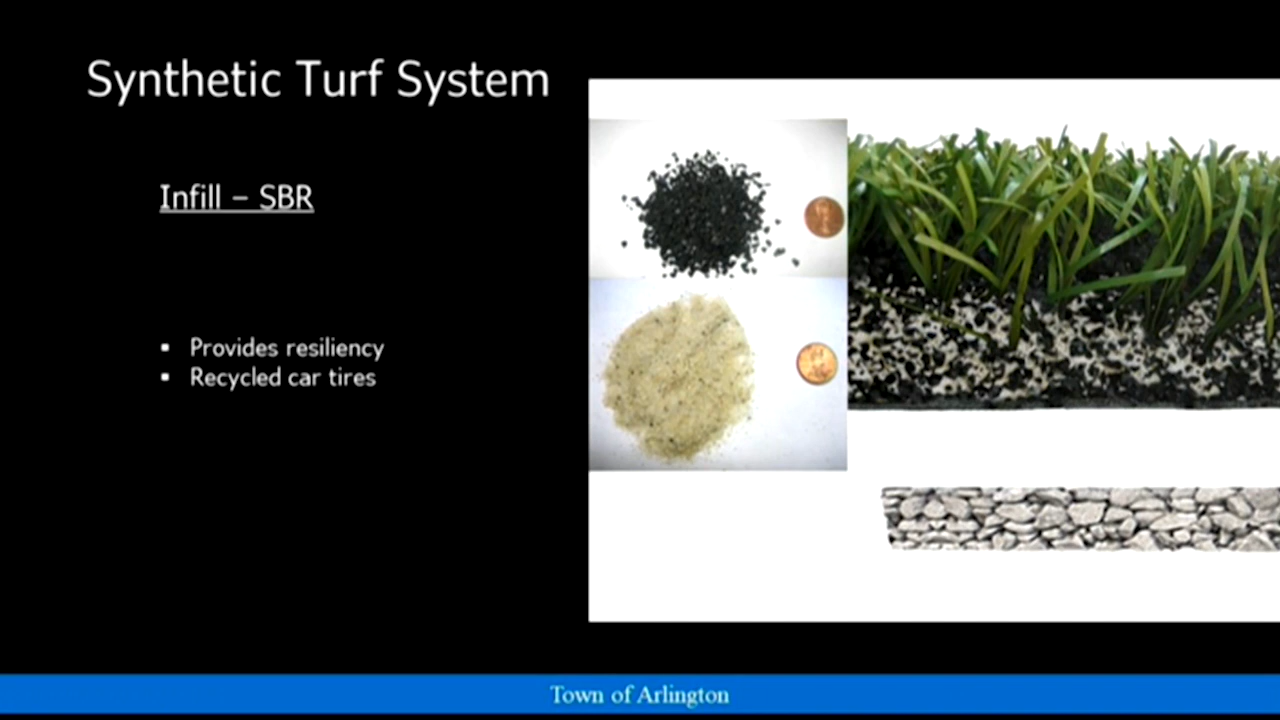 Synthetic Turf System
Infill – SBR
▪ Provides resiliency
▪ Recycled car tires
Town of Arlington